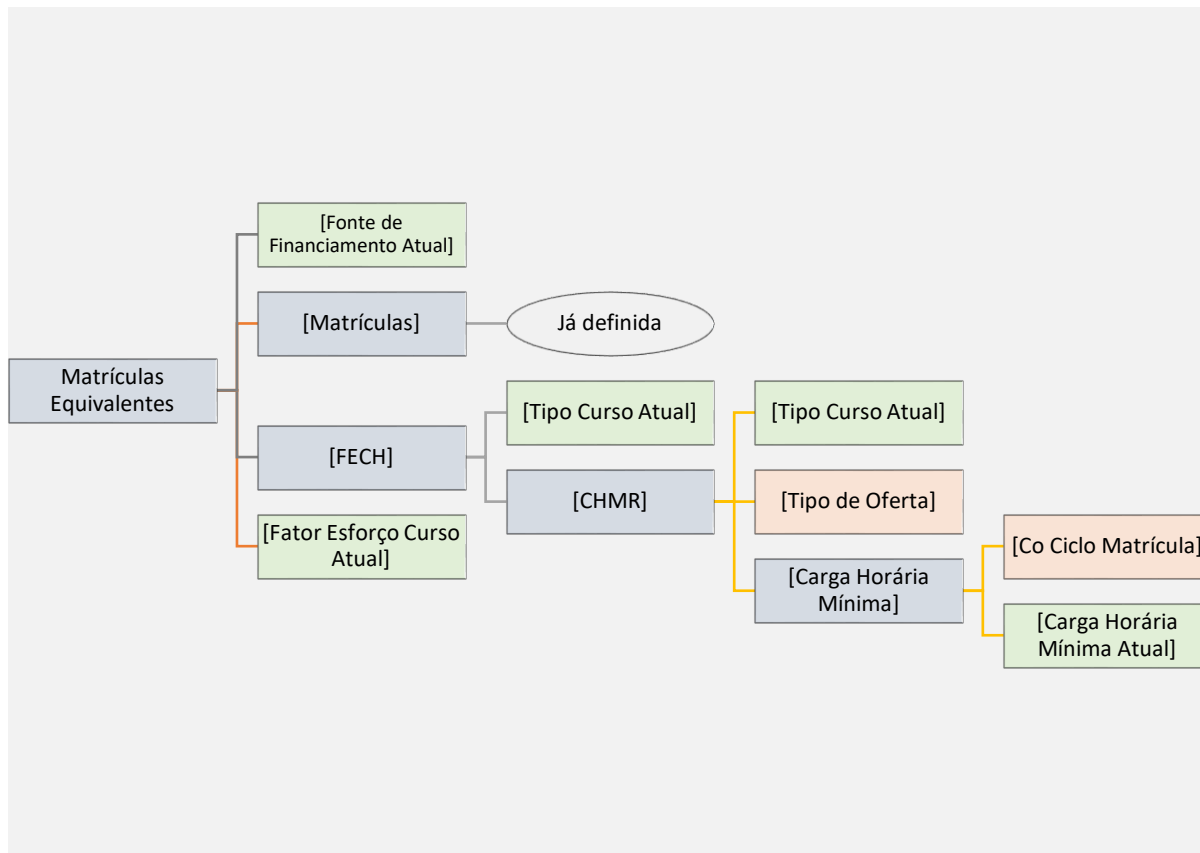 [Fonte de
Financiamento Atual]
[Matrículas]
Já definida
Matrículas
Equivalentes
[FECH]
[Tipo Curso Atual]
[Tipo Curso Atual]
[CHMR]
[Tipo de Oferta]
[Fator Esforço Curso
Atual]
[Carga Horária
Mínima]
[Co Ciclo Matrícula]
[Carga Horária
Mínima Atual]